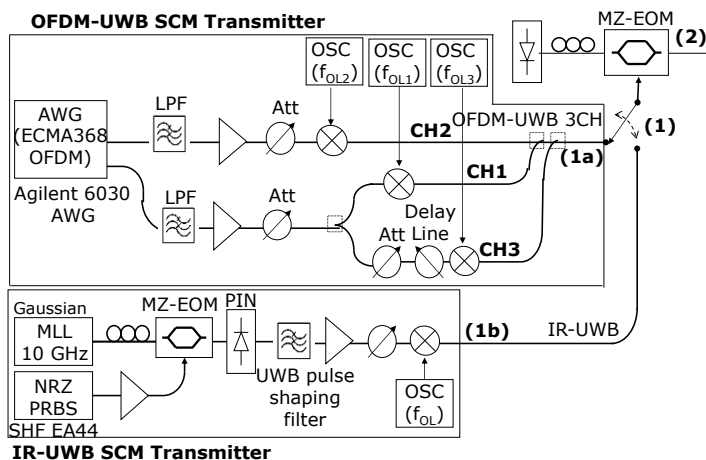 OFDM-UWB SCM Transmitter
MZ-EOM
(2)
OSC
(fOL2)
OSC
(fOL1)
OSC
(fOL3)
AWG
(ECMA368
OFDM)
LPF
Att
CH2
OFDM-UWB 3CH
(1)
(1a)
Agilent 6030
AWG
LPF
Att
CH1
Att
Delay
Line
CH3
Gaussian
MLL
10 GHz
MZ-EOM
PIN
(1b)
IR-UWB
UWB pulse
shaping
filter
NRZ
PRBS
OSC
(fOL)
SHF EA44
IR-UWB SCM Transmitter